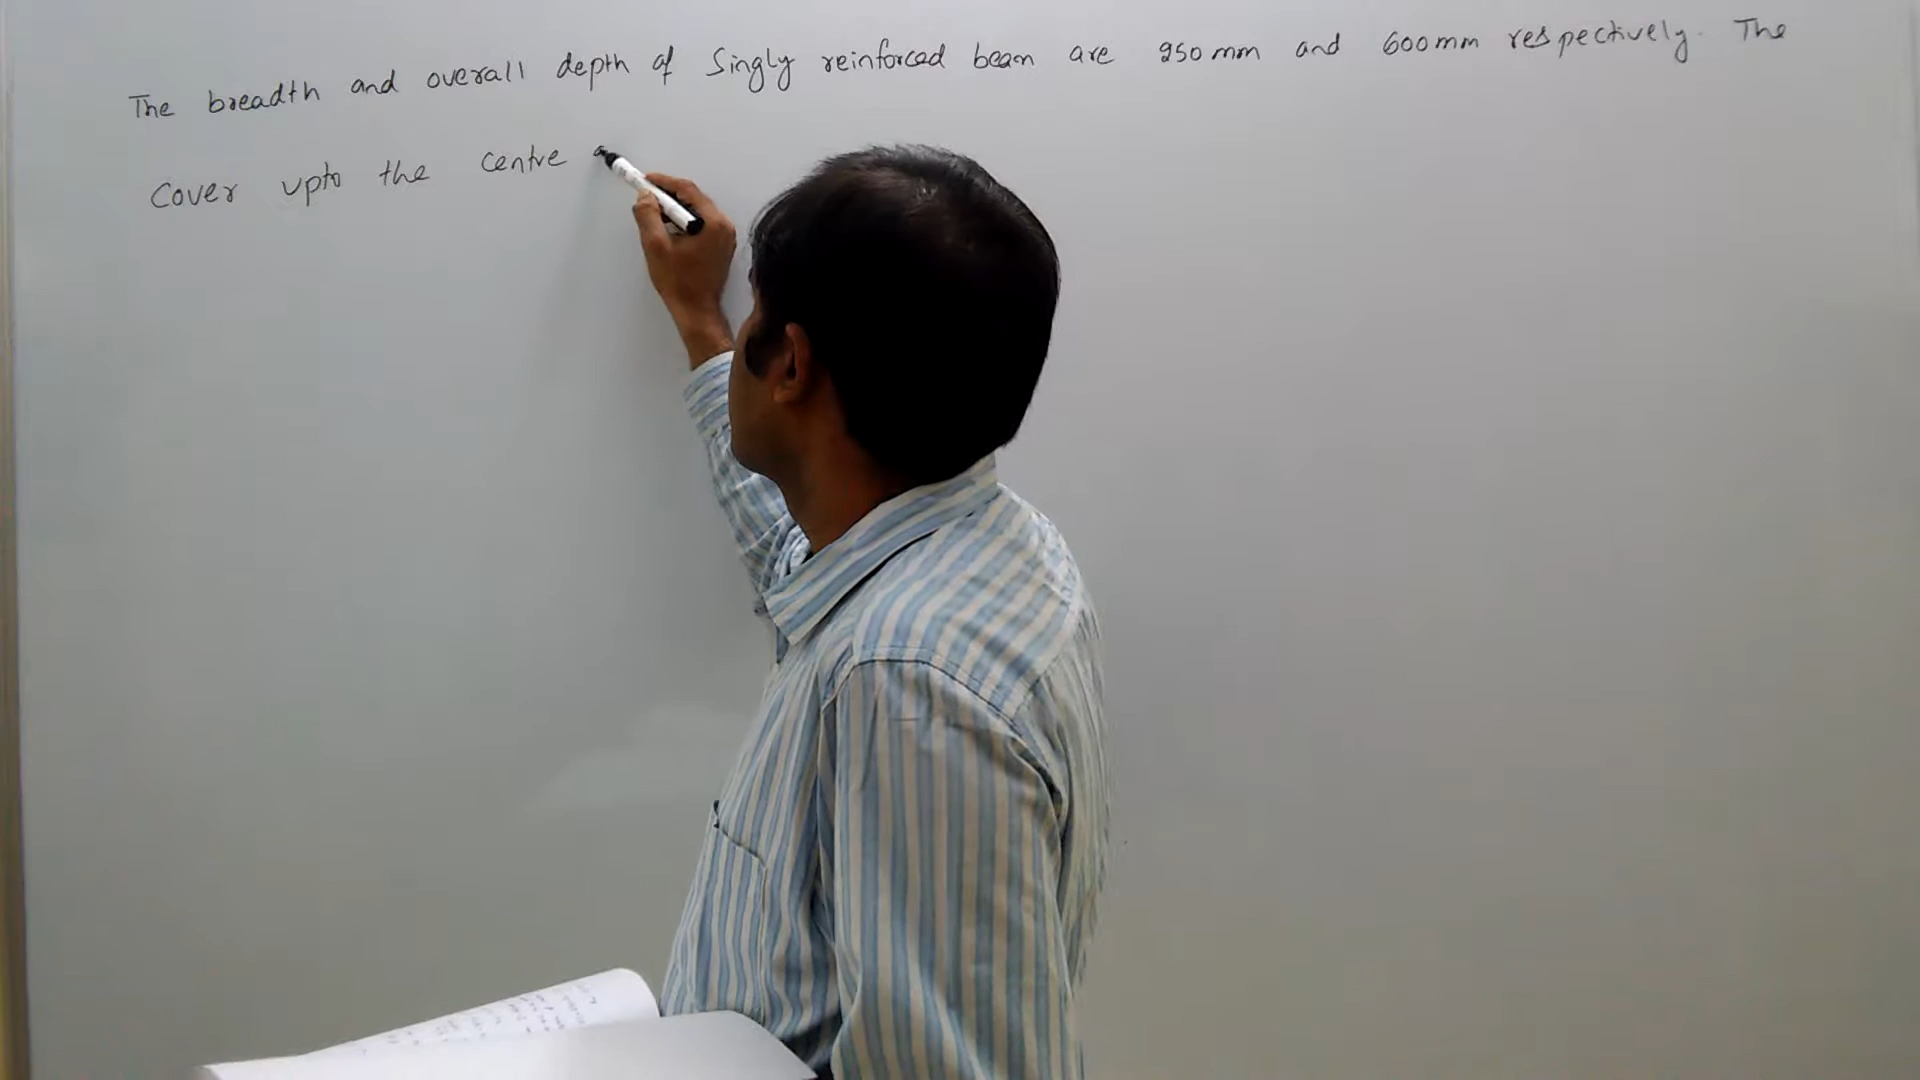 The breadth and overall depth of Singly reinforced beam are 250 mm and 600 mm respectively. The
Cover upto the centre